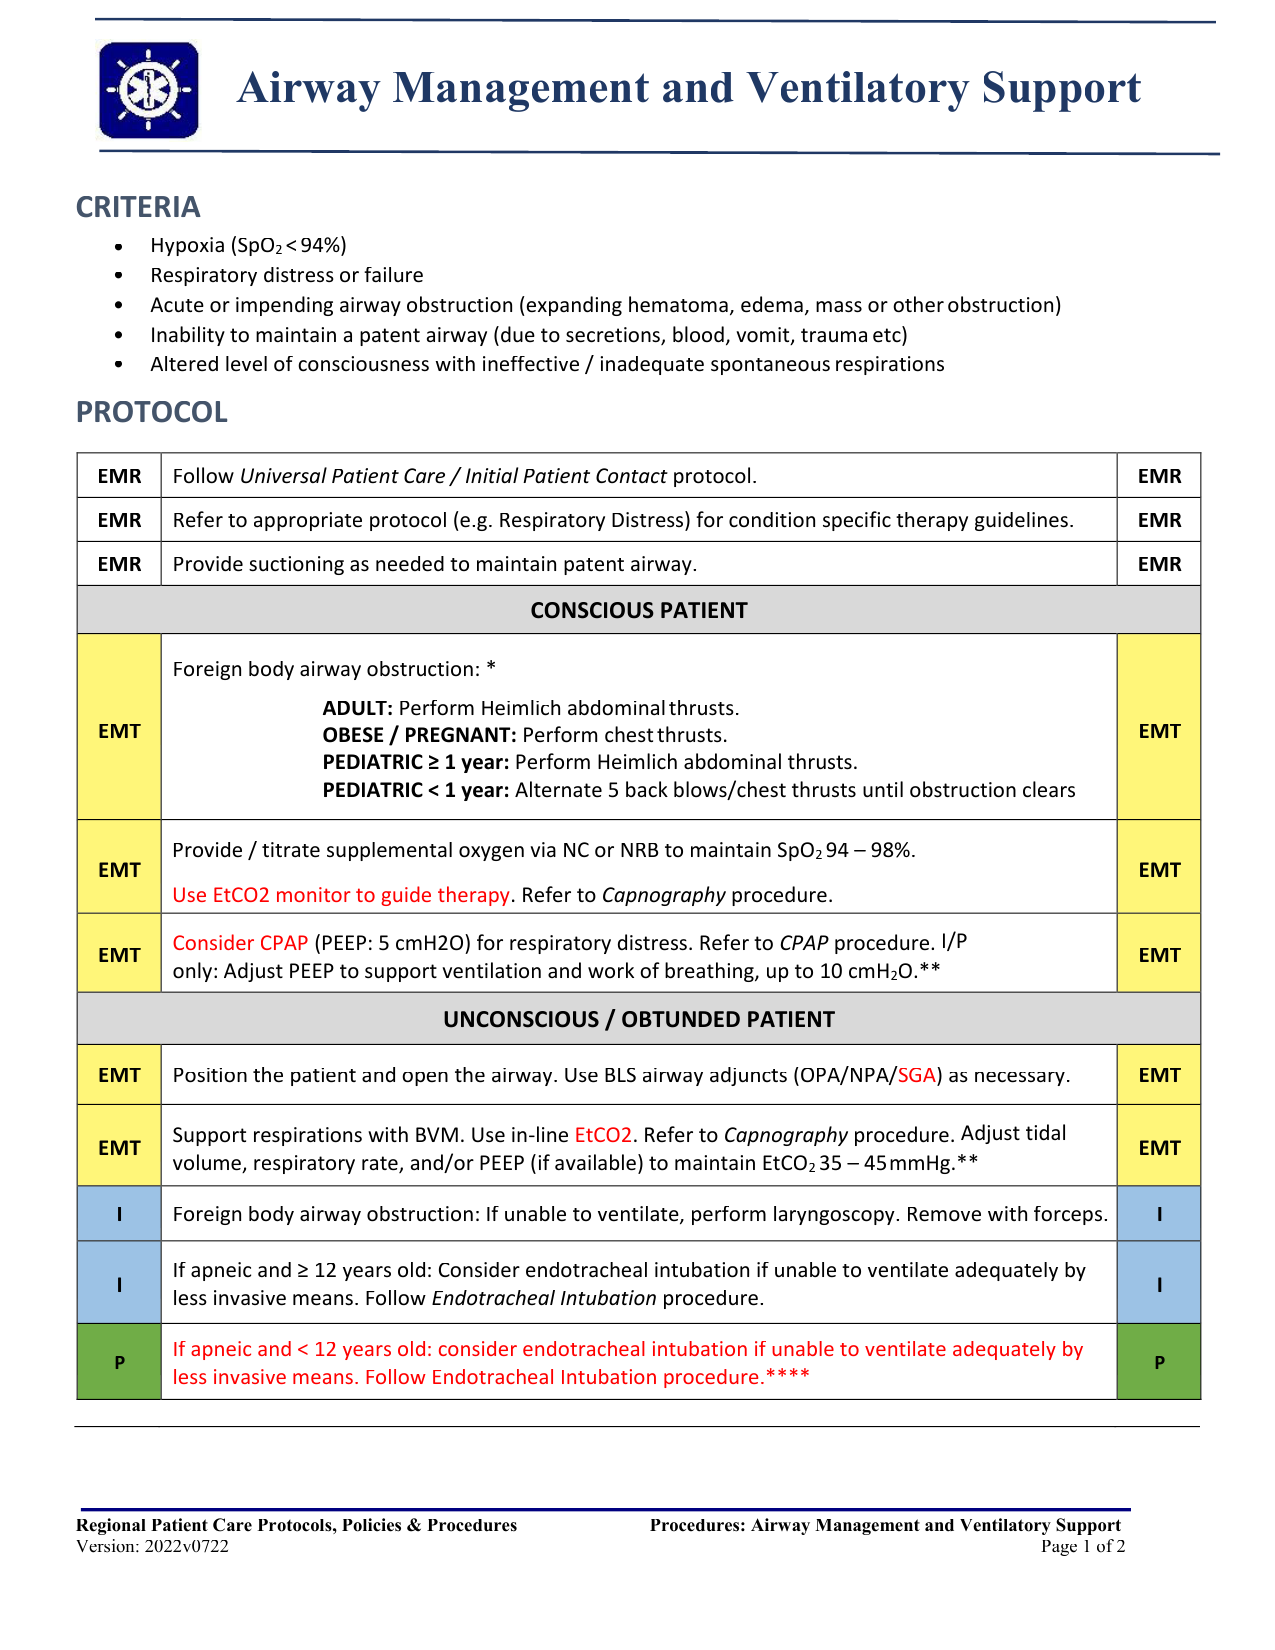 Airway Management and Ventilatory Support
CRITERIA
• Hypoxia (SpO₂ < 94%)
• Respiratory distress or failure
• Acute or impending airway obstruction (expanding hematoma, edema, mass or other obstruction)
• Inability to maintain a patent airway (due to secretions, blood, vomit, trauma etc)
• Altered level of consciousness with ineffective / inadequate spontaneous respirations
PROTOCOL
EMR Follow Universal Patient Care / Initial Patient Contact protocol. EMR
EMR Refer to appropriate protocol (e.g. Respiratory Distress) for condition specific therapy guidelines. EMR
EMR Provide suctioning as needed to maintain patent airway. EMR
CONSCIOUS PATIENT
Foreign body airway obstruction: *
ADULT: Perform Heimlich abdominal thrusts.
EMT OBESE / PREGNANT: Perform chest thrusts. EMT
PEDIATRIC ≥ 1 year: Perform Heimlich abdominal thrusts.
PEDIATRIC < 1 year: Alternate 5 back blows/chest thrusts until obstruction clears
EMT Provide / titrate supplemental oxygen via NC or NRB to maintain SpO₂ 94 – 98%. EMT
Use EtCO2 monitor to guide therapy. Refer to Capnography procedure.
EMT Consider CPAP (PEEP: 5 cmH2O) for respiratory distress. Refer to CPAP procedure. I/P EMT
only: Adjust PEEP to support ventilation and work of breathing, up to 10 cmH₂O.**
UNCONSCIOUS / OBTUNDED PATIENT
EMT Position the patient and open the airway. Use BLS airway adjuncts (OPA/NPA/SGA) as necessary. EMT
EMT Support respirations with BVM. Use in-line EtCO2. Refer to Capnography procedure. Adjust tidal EMT
volume, respiratory rate, and/or PEEP (if available) to maintain EtCO₂ 35 – 45 mmHg.**
I Foreign body airway obstruction: If unable to ventilate, perform laryngoscopy. Remove with forceps. I
I If apneic and ≥ 12 years old: Consider endotracheal intubation if unable to ventilate adequately by I
less invasive means. Follow Endotracheal Intubation procedure.
P If apneic and < 12 years old: consider endotracheal intubation if unable to ventilate adequately by P
less invasive means. Follow Endotracheal Intubation procedure.****
Regional Patient Care Protocols, Policies & Procedures Procedures: Airway Management and Ventilatory Support
Version: 2022v0722 Page 1 of 2